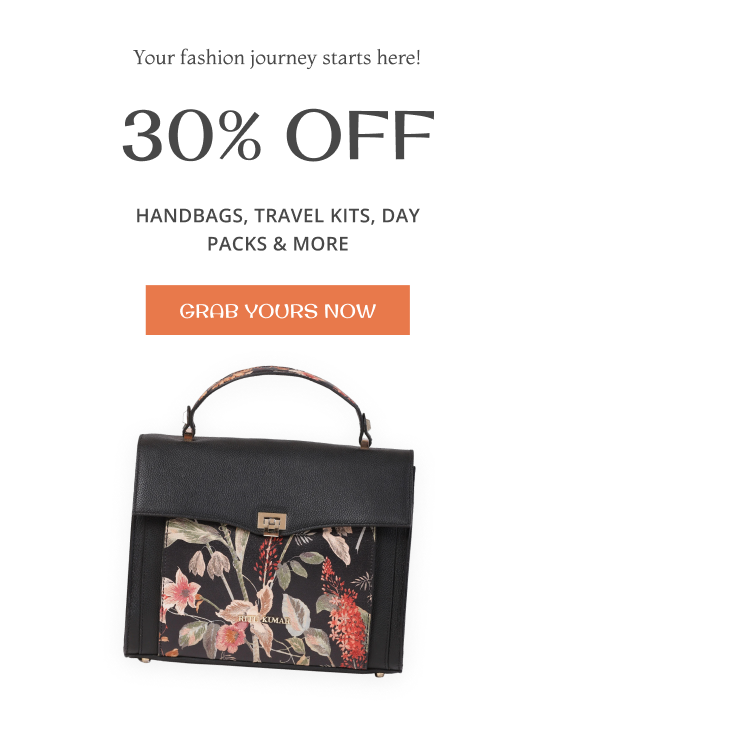 Your fashion journey starts here!
30% OFF
HANDBAGS, TRAVEL KITS, DAY
PACKS & MORE
GRAB YOURS NOW
RITU KUMAR